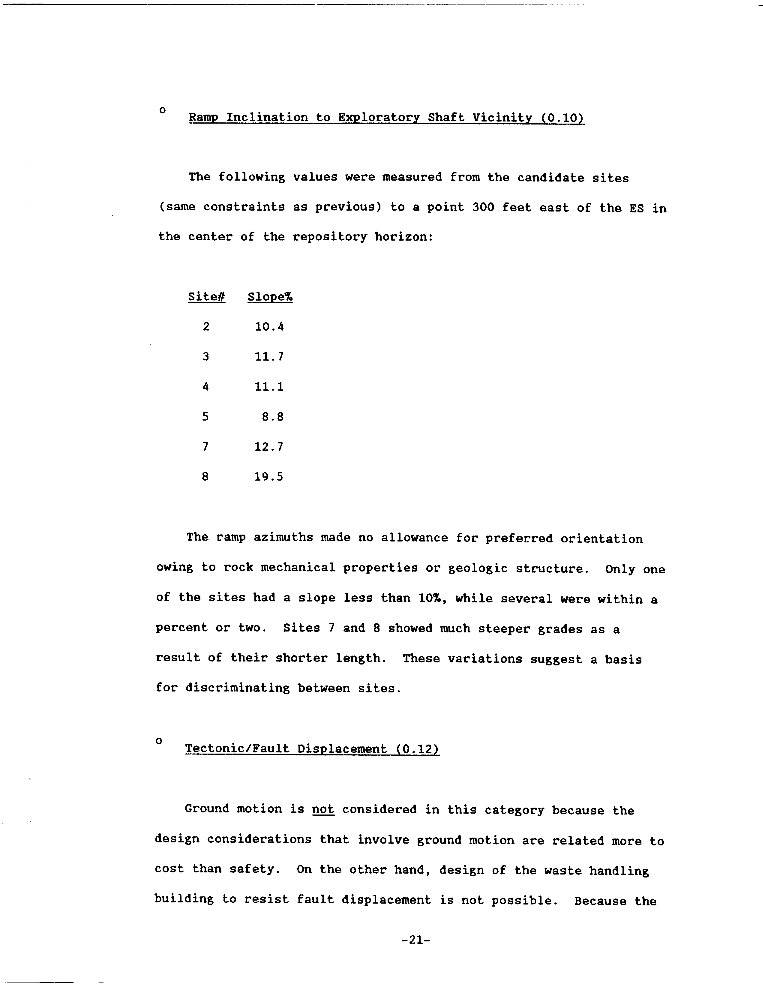 o Ramp Inclination to Exploratory Shaft Vicinity (0.10)
The following values were measured from the candidate sites
(same constraints as previous) to a point 300 feet east of the ES in
the center of the repository horizon:
Site# Slope%
2 10.4
3 11.7
4 11.1
5 8.8
7 12.7
8 19.5
The ramp azimuths made no allowance for preferred orientation
owing to rock mechanical properties or geologic structure. Only one
of the sites had a slope less than 10%, while several were within a
percent or two. Sites 7 and 8 showed much steeper grades as a
result of their shorter length. These variations suggest a basis
for discriminating between sites.
o Tectonic/Fault Displacement (0.12)
Ground motion is not considered in this category because the
design considerations that involve ground motion are related more to
cost than safety. On the other hand, design of the waste handling
building to resist fault displacement is not possible. Because the
-21-